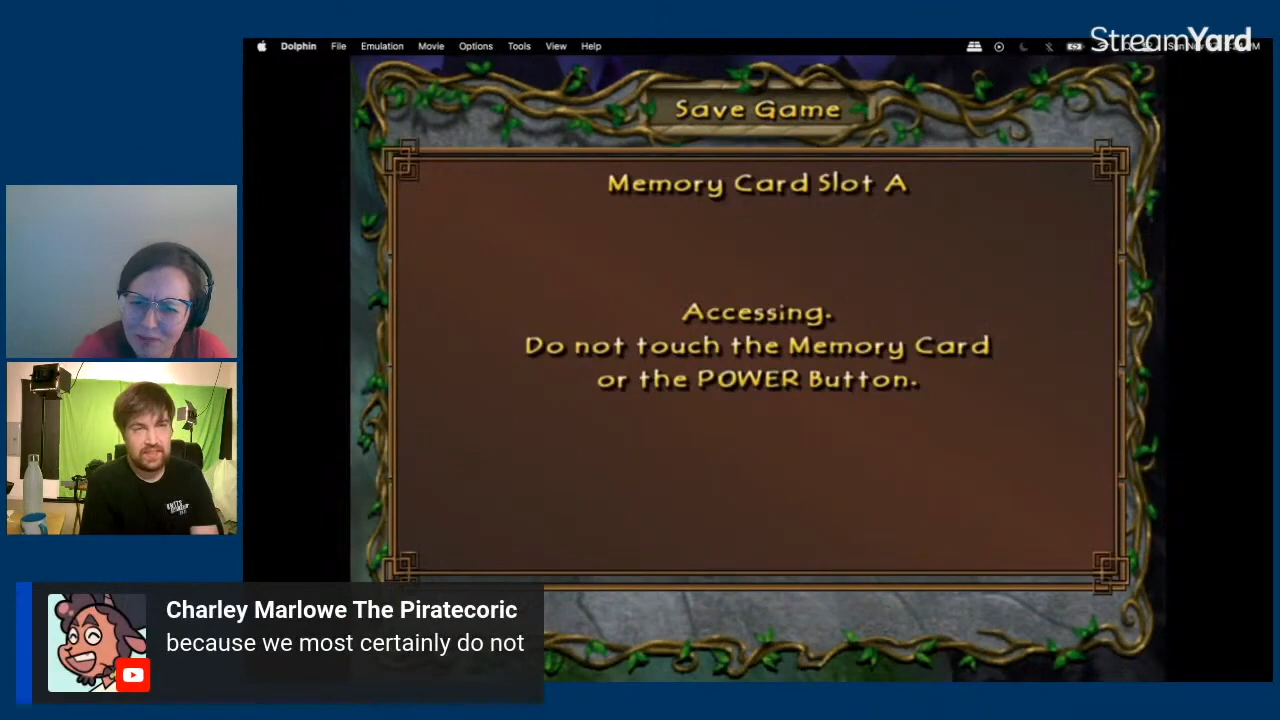 Dolphin File Emulation Movie Options Tools View Help
StreamYard
Save Game
Memory Card Slot A
Accessing.
Do not touch the Memory Card
or the POWER Button.
Charley Marlowe The Piratecoric
because we most certainly do not